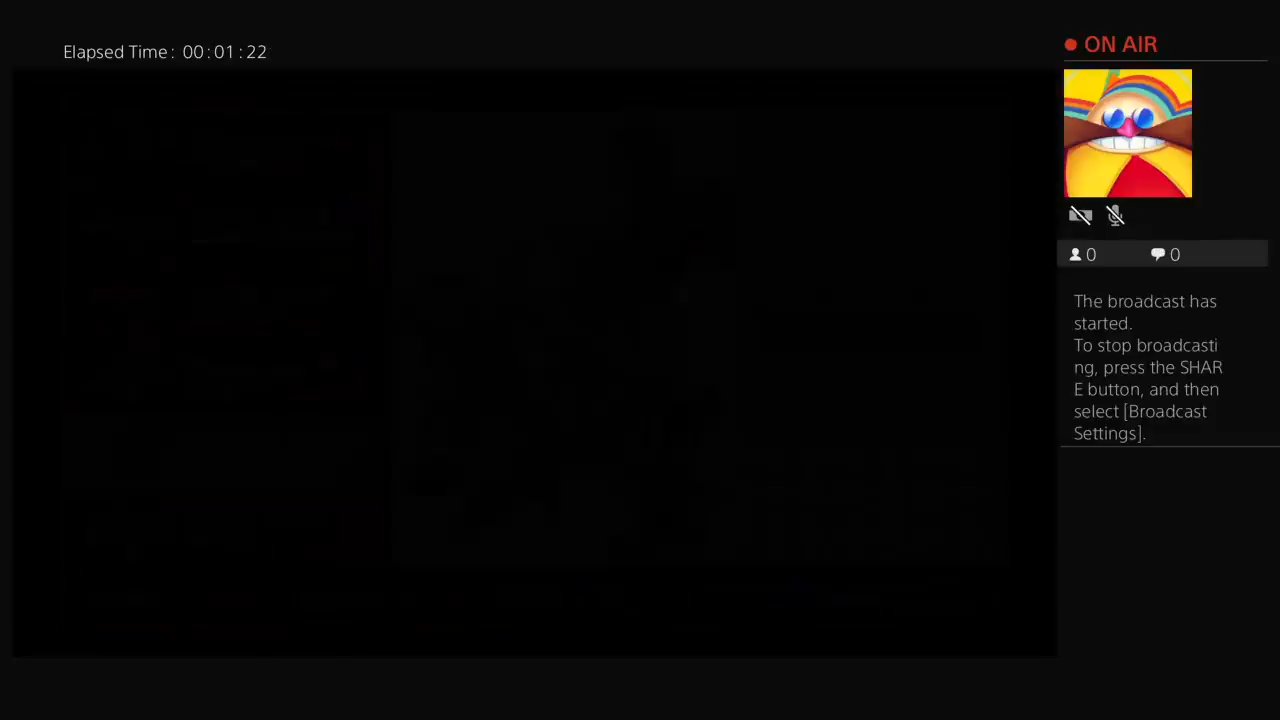 Elapsed Time: 00:01:22
ON AIR
0
0
The broadcast has
started.
To stop broadcasti
ng, press the SHAR
E button, and then
select [Broadcast
Settings].